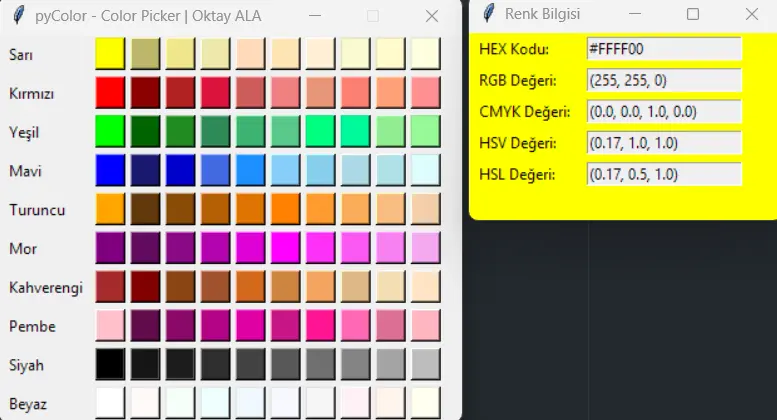 pyColor - Color Picker | Oktay ALA
Sarı
Kırmızı
Yeşil
Mavi
Turuncu
Mor
Kahverengi
Pembe
Siyah
Beyaz
Renk Bilgisi
HEX Kodu: #FFFF00
RGB Değeri: (255, 255, 0)
CMYK Değeri: (0.0, 0.0, 1.0, 0.0)
HSV Değeri: (0.17, 1.0, 1.0)
HSL Değeri: (0.17, 0.5, 1.0)